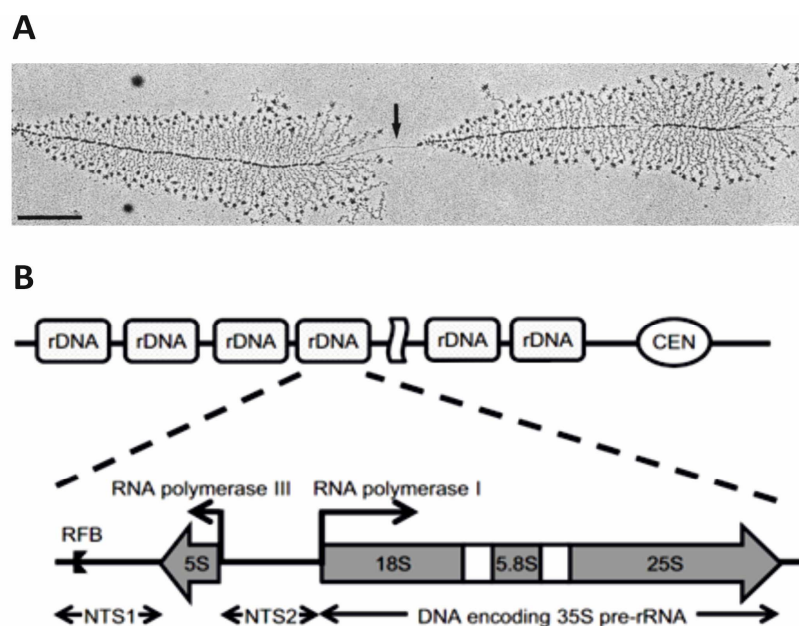 A
B
rDNA rDNA rDNA rDNA rDNA rDNA CEN
RNA polymerase III RNA polymerase I
RFB
5S 18S 5.8S 25S
NTS1 NTS2 DNA encoding 35S pre-rRNA